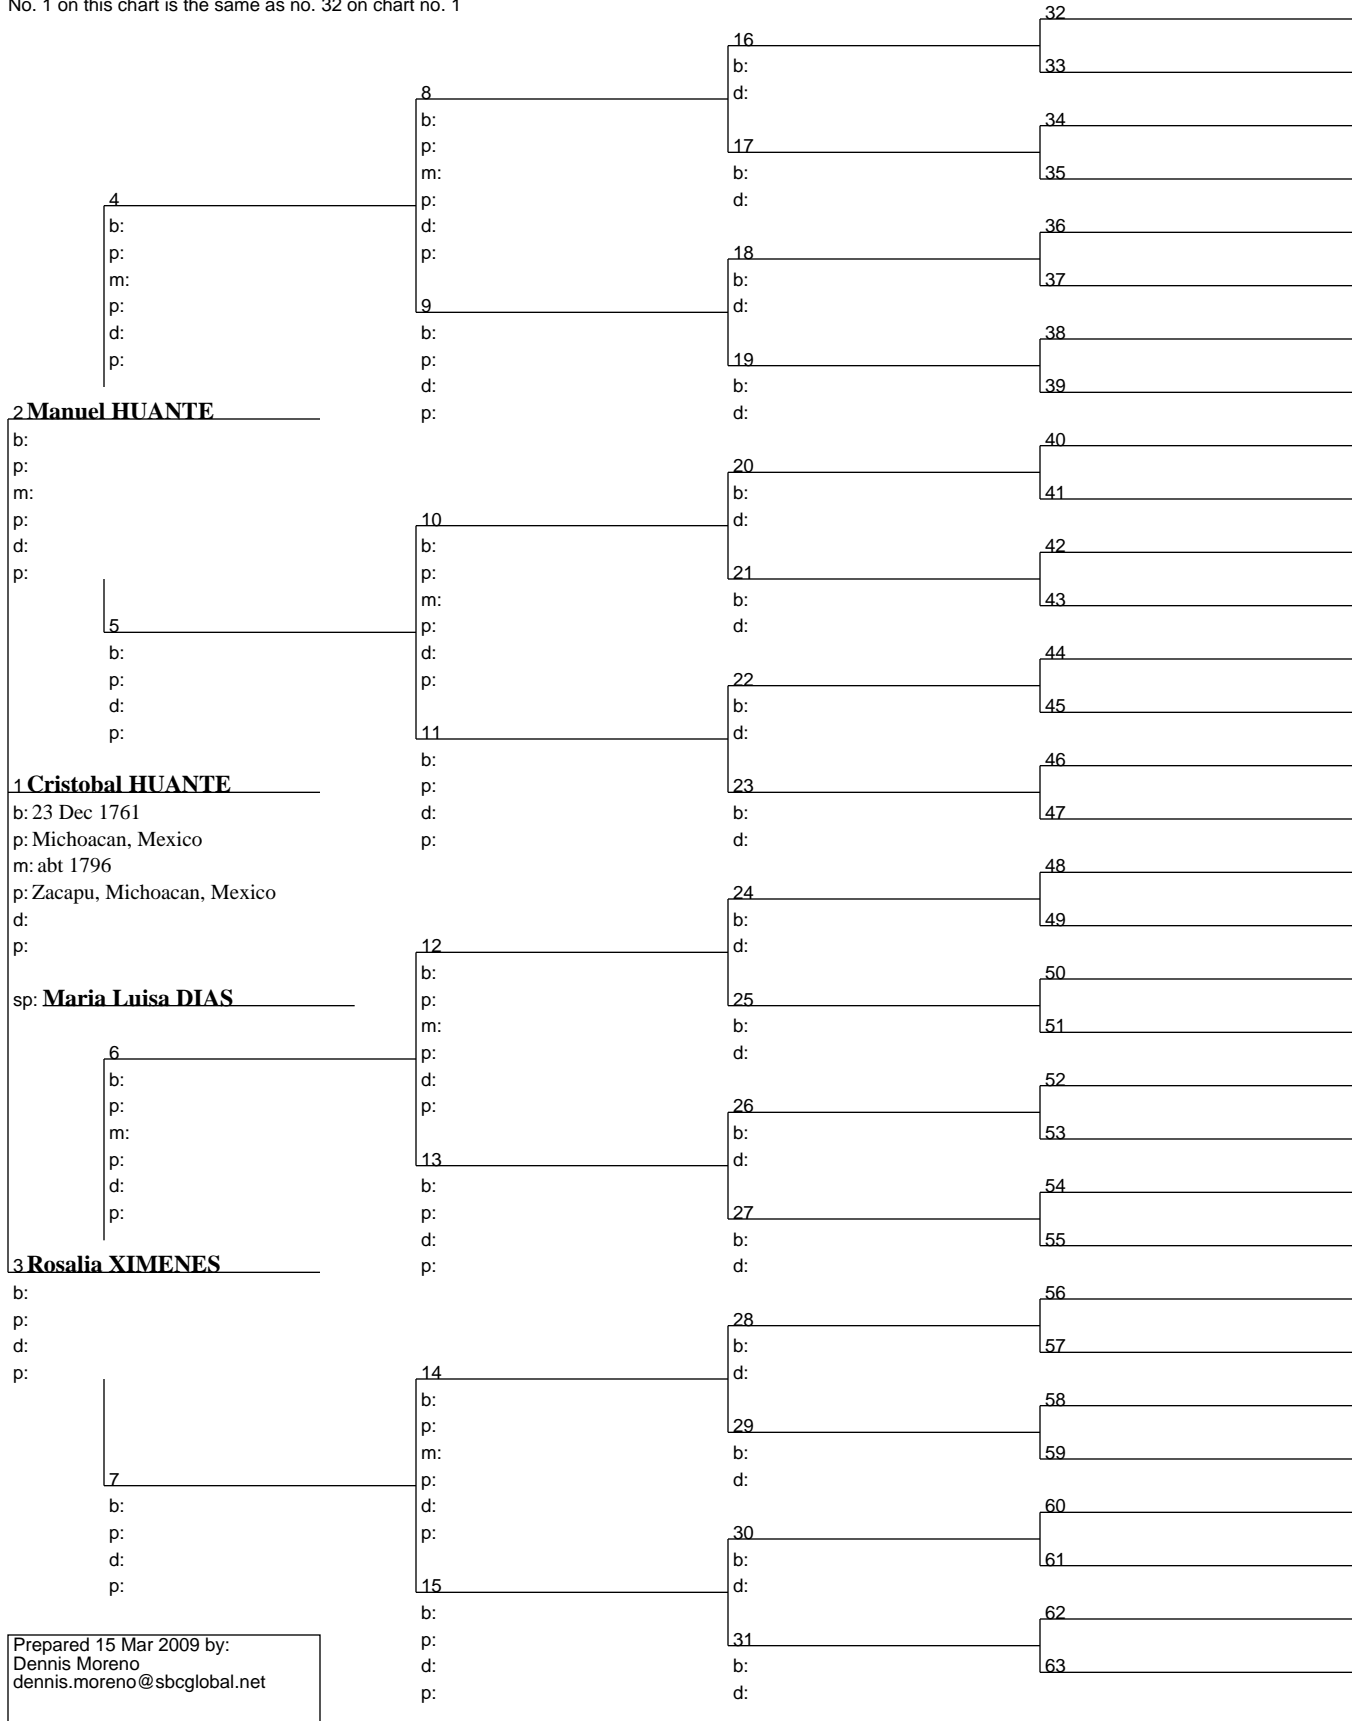 No. 1 on this chart is the same as no. 32 on chart no. 1
32
16
b:
33
8
d:
b:
34
p:
17
m:
b:
35
4
p:
d:
b:
d:
36
p:
p:
18
m:
b:
37
p:
9
d:
d:
b:
38
p:
p:
19
d:
b:
39
2 Manuel HUANTE
p:
d:
b:
40
p:
20
m:
b:
41
p:
10
d:
d:
b:
42
p:
p:
21
m:
b:
43
5
p:
d:
b:
d:
44
p:
p:
22
d:
b:
45
p:
11
d:
b:
46
1 Cristobal HUANTE
p:
23
b: 23 Dec 1761
d:
b:
47
p: Michoacan, Mexico
p:
d:
m: abt 1796
48
p: Zacapu, Michoacan, Mexico
24
d:
b:
49
p:
12
d:
b:
50
sp: Maria Luisa DIAS
p:
25
m:
b:
51
6
p:
d:
b:
d:
52
p:
p:
26
m:
b:
53
p:
13
d:
d:
b:
54
p:
p:
27
d:
b:
55
3 Rosalia XIMENES
p:
d:
b:
56
p:
28
d:
b:
57
p:
14
d:
b:
58
p:
29
m:
b:
59
7
p:
d:
b:
d:
60
p:
p:
30
d:
b:
61
p:
15
d:
b:
62
Prepared 15 Mar 2009 by:
p:
31
Dennis Moreno
dennis.moreno@sbcglobal.net
d:
b:
63
p:
d: